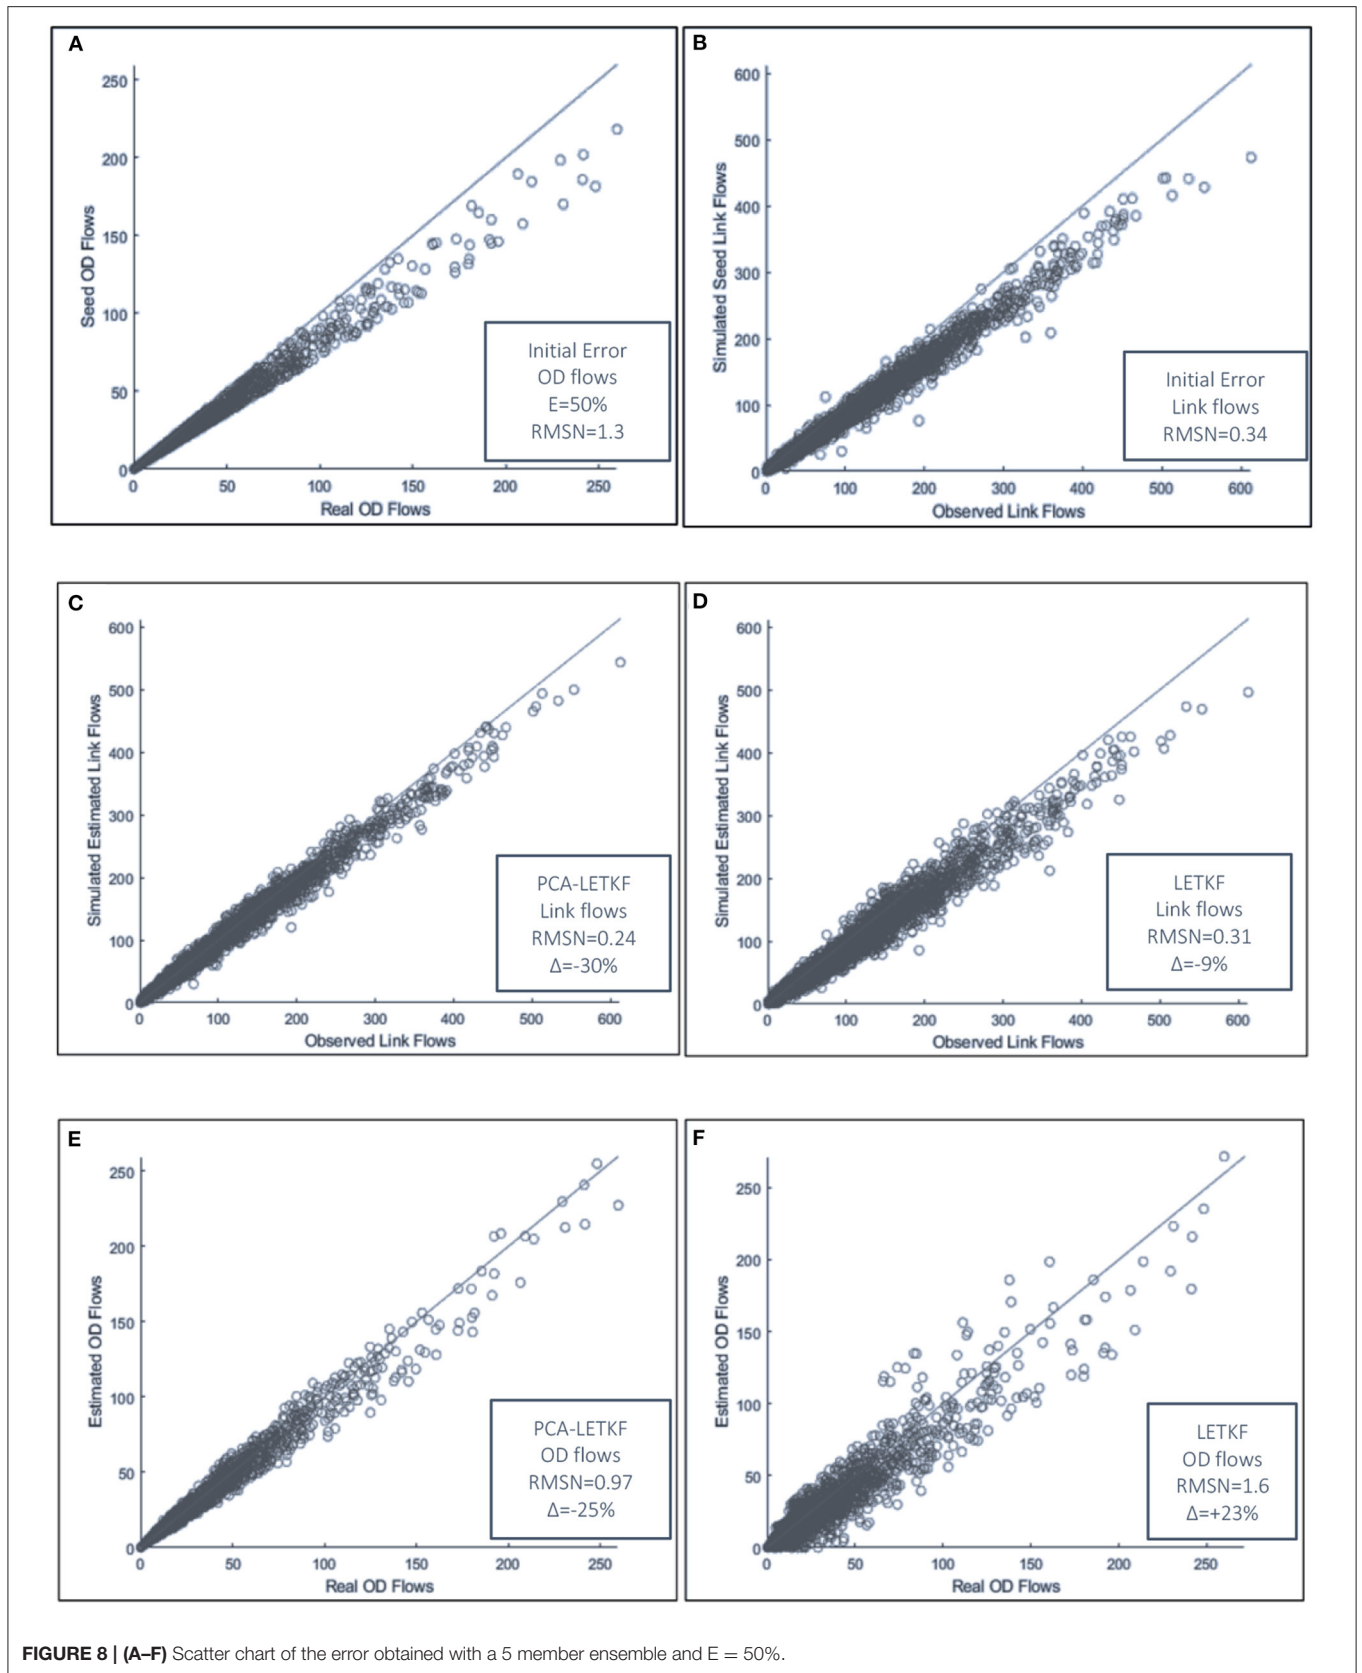 A
Seed OD Flows
250
200
150
100
50
0
0 50 100 150 200 250
Real OD Flows
Initial Error
OD flows
E=50%
RMSN=1.3
B
Simulated Seed Link Flows
600
500
400
300
200
100
0
0 100 200 300 400 500 600
Observed Link Flows
Initial Error
Link flows
RMSN=0.34
C
Simulated Estimated Link Flows
600
500
400
300
200
100
0
0 100 200 300 400 500 600
Observed Link Flows
PCA-LETKF
Link flows
RMSN=0.24
Δ=-30%
D
Simulated Estimated Link Flows
600
500
400
300
200
100
0
0 100 200 300 400 500 600
Observed Link Flows
LETKF
Link flows
RMSN=0.31
Δ=-9%
E
Estimated OD Flows
250
200
150
100
50
0
0 50 100 150 200 250
Real OD Flows
PCA-LETKF
OD flows
RMSN=0.97
Δ=-25%
F
Estimated OD Flows
250
200
150
100
50
0
0 50 100 150 200 250
Real OD Flows
LETKF
OD flows
RMSN=1.6
Δ=+23%
FIGURE 8 | (A–F) Scatter chart of the error obtained with a 5 member ensemble and E = 50%.